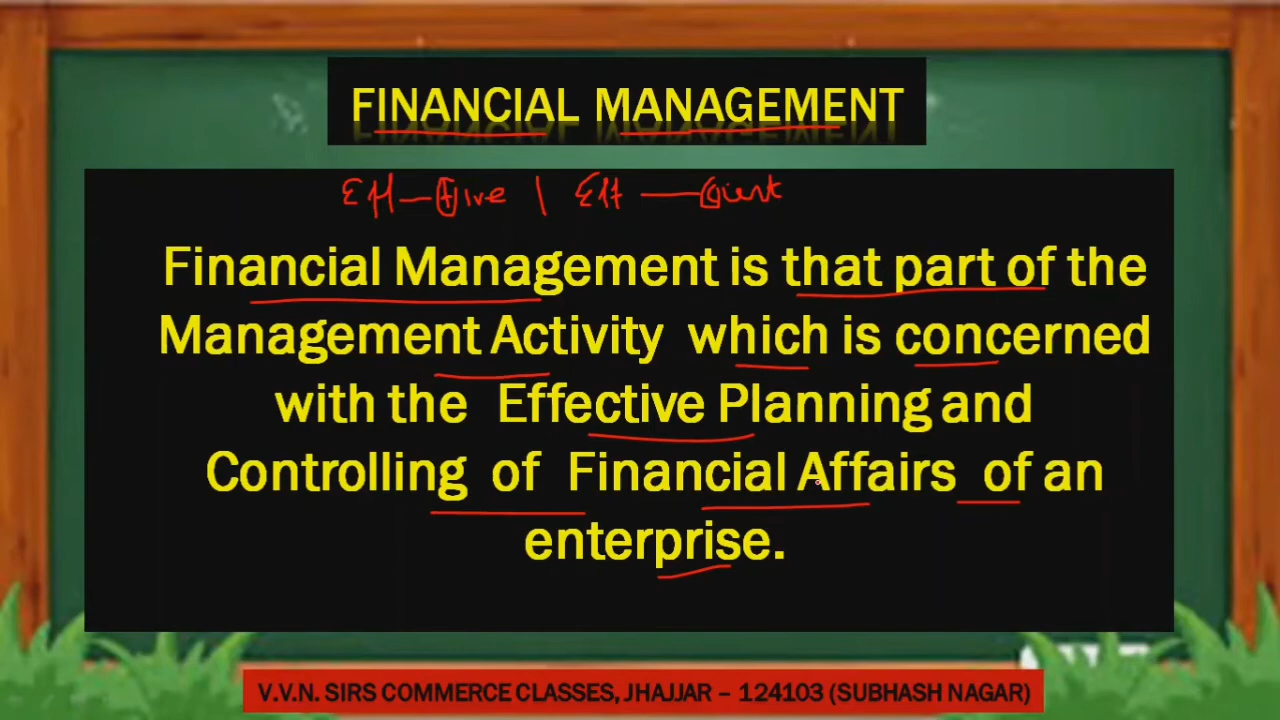 FINANCIAL MANAGEMENT
Financial Management is that part of the
Management Activity which is concerned
with the Effective Planning and
Controlling of Financial Affairs of an
enterprise.
V.V.N. SIRS COMMERCE CLASSES, JHAJJAR – 124103 (SUBHASH NAGAR)